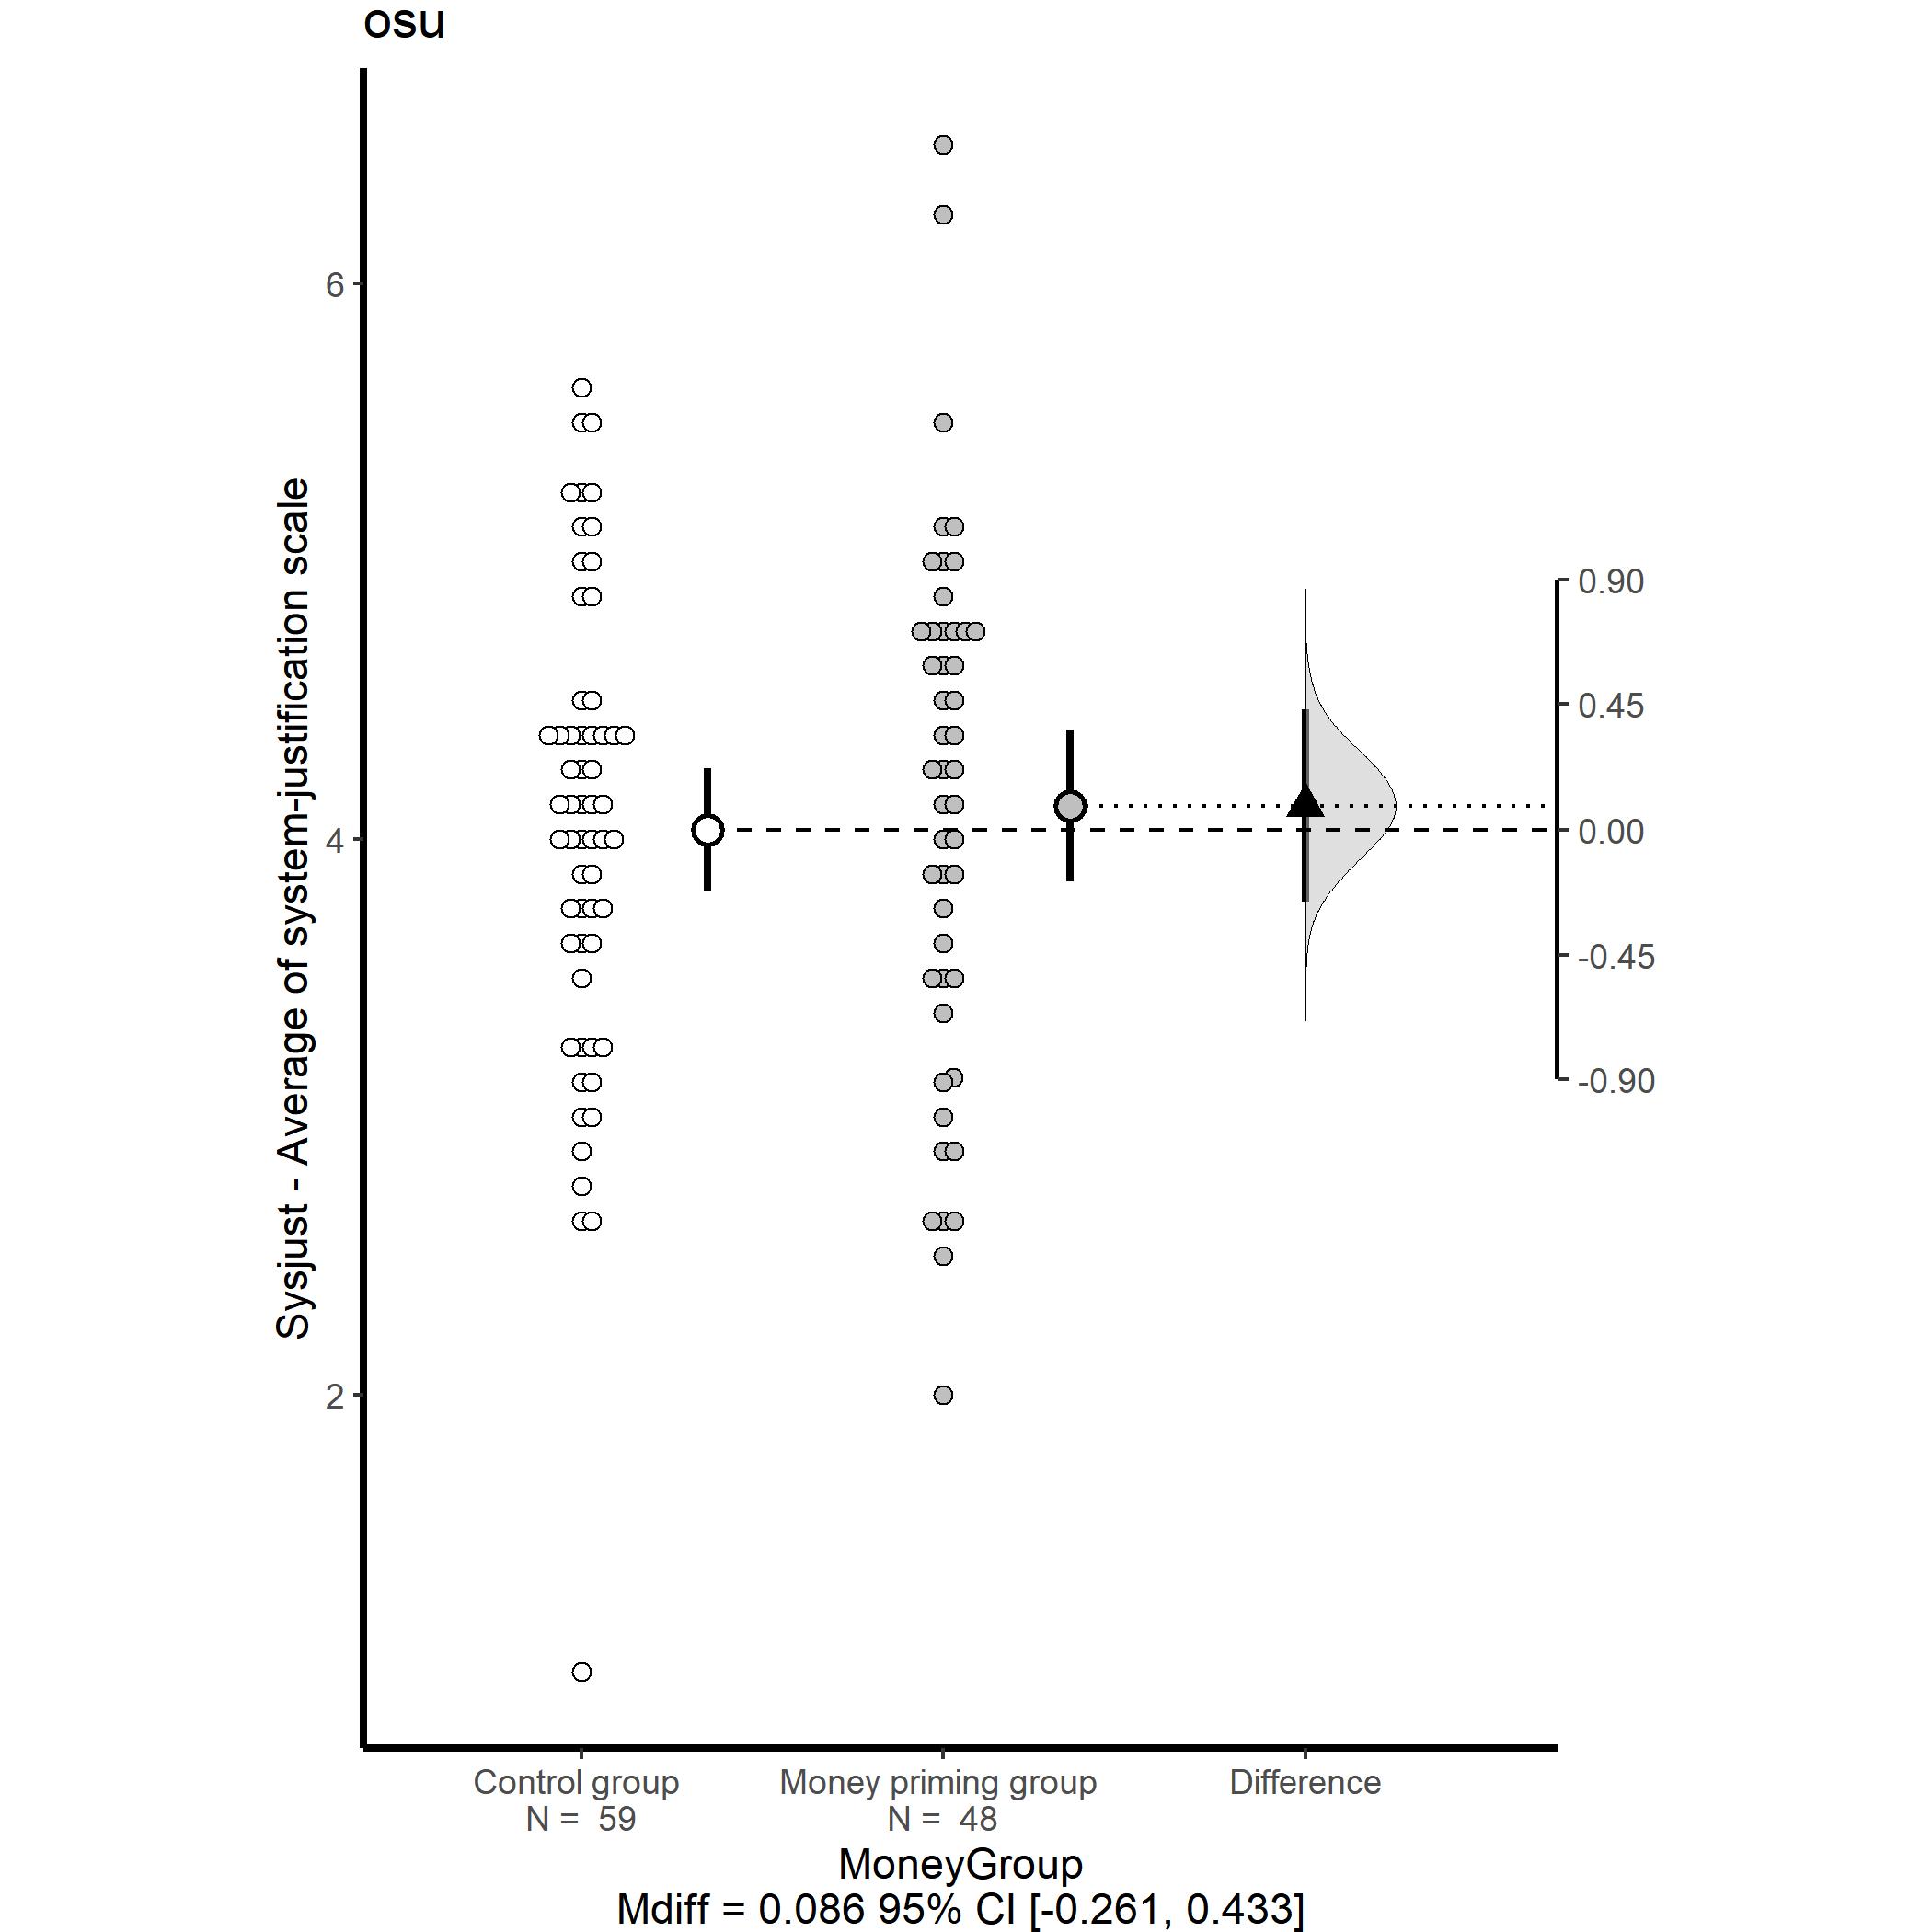 osu
Sysjust - Average of system-justification scale
6
4
2
0.90
0.45
0.00
-0.45
-0.90
Control group
N =  59
Money priming group
N =  48
Difference
MoneyGroup
Mdiff = 0.086 95% CI [-0.261, 0.433]